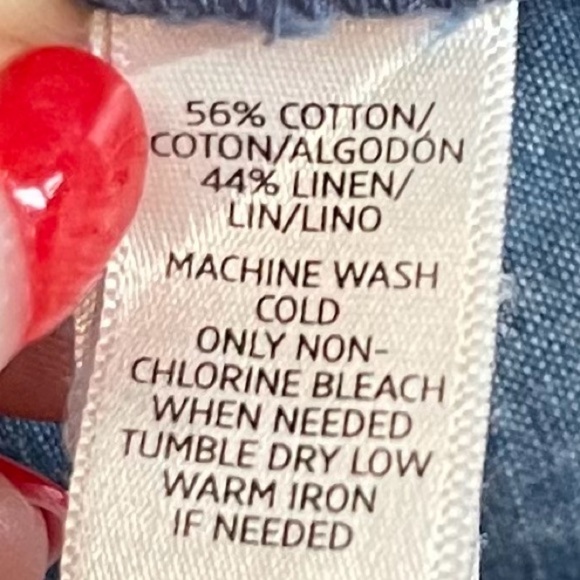 56% COTTON/
COTON/ALGODÓN
44% LINEN/
LIN/LINO
MACHINE WASH
COLD
ONLY NON-
CHLORINE BLEACH
WHEN NEEDED
TUMBLE DRY LOW
WARM IRON
IF NEEDED